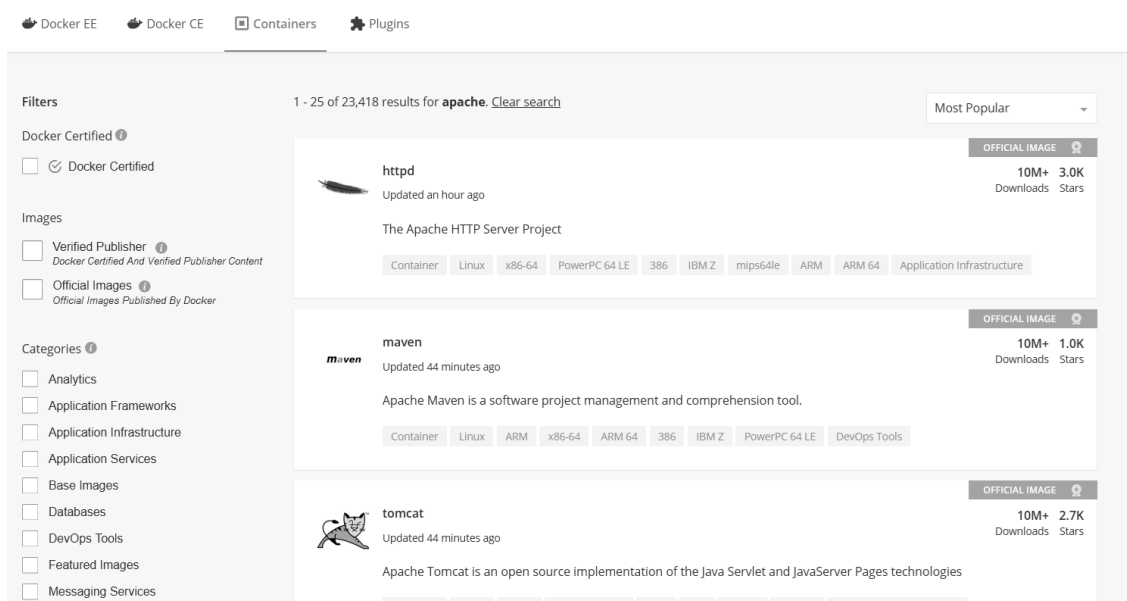 Docker EE Docker CE Containers Plugins
Filters
1 - 25 of 23,418 results for apache. Clear search
Most Popular
Docker Certified
Docker Certified
Images
Verified Publisher
Docker Certified And Verified Publisher Content
Official Images
Official Images Published By Docker
Categories
Analytics
Application Frameworks
Application Infrastructure
Application Services
Base Images
Databases
DevOps Tools
Featured Images
Messaging Services
OFFICIAL IMAGE
httpd
10M+ 3.0K
Updated an hour ago
Downloads Stars
The Apache HTTP Server Project
Container Linux x86-64 PowerPC 64 LE 386 IBM Z mips64le ARM ARM 64 Application Infrastructure
OFFICIAL IMAGE
maven
maven
10M+ 1.0K
Updated 44 minutes ago
Downloads Stars
Apache Maven is a software project management and comprehension tool.
Container Linux ARM x86-64 ARM 64 386 IBM Z PowerPC 64 LE DevOps Tools
OFFICIAL IMAGE
tomcat
10M+ 2.7K
Updated 44 minutes ago
Downloads Stars
Apache Tomcat is an open source implementation of the Java Servlet and JavaServer Pages technologies